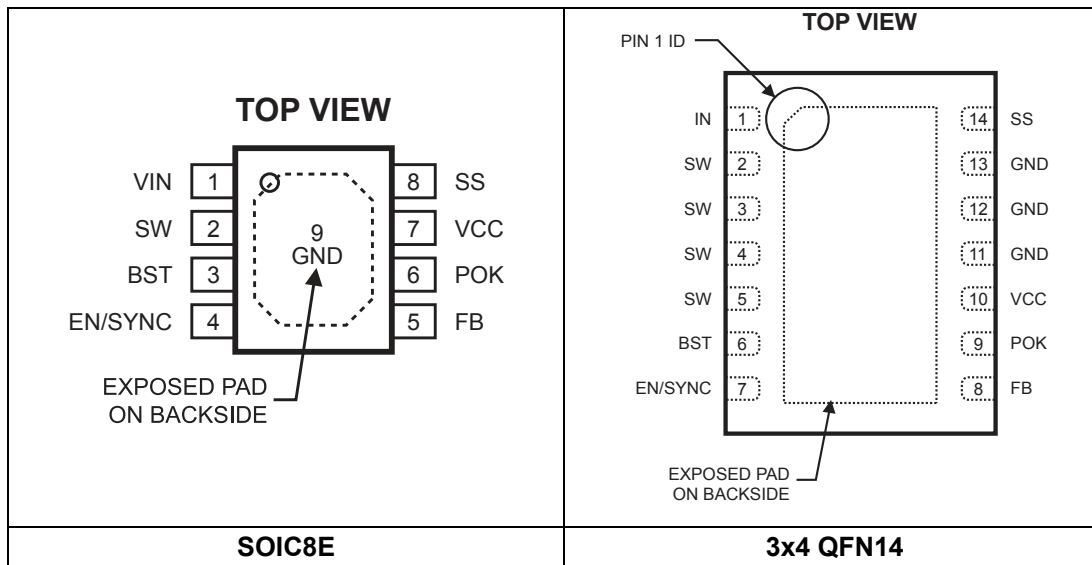 TOP VIEW
VIN 1 8 SS
SW 2 7 VCC
BST 3 6 POK
EN/SYNC 4 5 FB
9
GND
EXPOSED PAD
ON BACKSIDE
SOIC8E
TOP VIEW
PIN 1 ID
IN 1 14 SS
SW 2 13 GND
SW 3 12 GND
SW 4 11 GND
SW 5 10 VCC
BST 6 9 POK
EN/SYNC 7 8 FB
EXPOSED PAD
ON BACKSIDE
3x4 QFN14